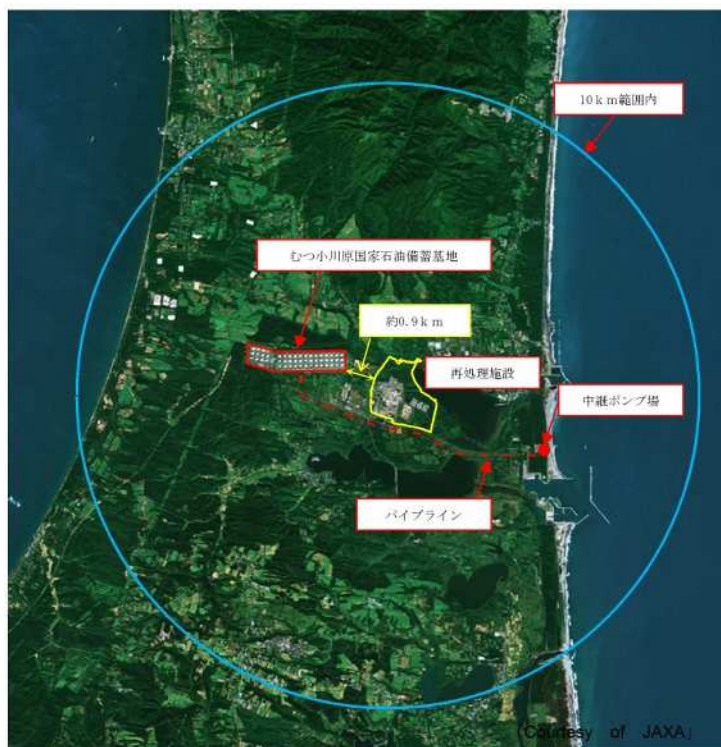 10km範囲内
むつ小川原国家石油備蓄基地
約0.9km
再処理施設
中継ポンプ場
パイプライン
「Courtesy of JAXA」